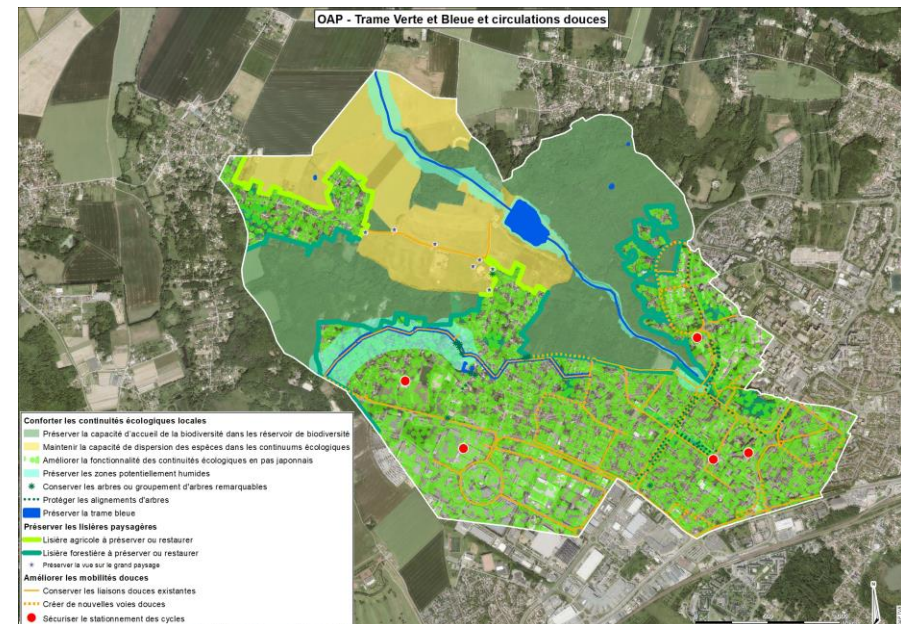 OAP - Trame Verte et Bleue et circulations douces
Conforter les continuités écologiques locales
Préserver la capacité d'accueil de la biodiversité dans les réservoir de biodiversité
Maintenir la capacité de dispersion des espèces dans les continuums écologiques
Améliorer la fonctionalité des continuités écologiques en pas japonnais
Préserver les zones potentiellement humides
Conserver les arbres ou groupement d'arbres remarquables
Protéger les alignements d'arbres
Préserver la trame bleue
Préserver les lisières paysagères
Lisière agricole à préserver ou restaurer
Lisière forestière à préserver ou restaurer
Préserver la vue sur le grand paysage
Améliorer les mobilités douces
Conserver les liaisons douces existantes
Créer de nouvelles voies douces
Sécuriser le stationnement des cycles